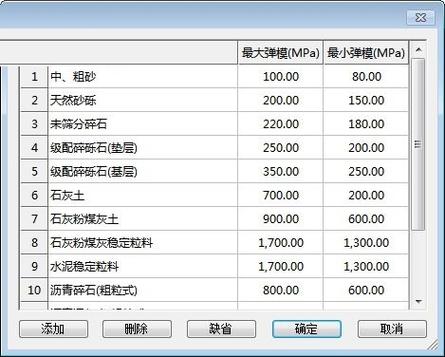 最大弹模(MPa) 最小弹模(MPa)
1 中、粗砂 100.00 80.00
2 天然砂砾 200.00 150.00
3 未筛分碎石 220.00 180.00
4 级配碎砾石(垫层) 250.00 200.00
5 级配碎砾石(基层) 350.00 250.00
6 石灰土 700.00 200.00
7 石灰粉煤灰土 900.00 600.00
8 石灰粉煤灰稳定粒料 1,700.00 1,300.00
9 水泥稳定粒料 1,700.00 1,300.00
10 沥青碎石(粗粒式) 800.00 600.00
添加 删除 缺省 确定 取消